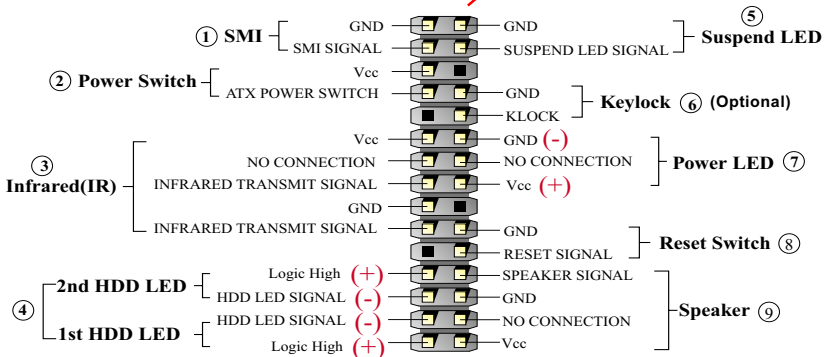 ① SMI
GND
SMI SIGNAL
② Power Switch
Vcc
ATX POWER SWITCH
③
Infrared(IR)
Vcc
NO CONNECTION
INFRARED TRANSMIT SIGNAL
GND
INFRARED TRANSMIT SIGNAL
④
2nd HDD LED
Logic High (+)
HDD LED SIGNAL (-)
1st HDD LED
HDD LED SIGNAL (-)
Logic High (+)
⑤
Suspend LED
GND
SUSPEND LED SIGNAL
GND
KLOCK
Keylock ⑥ (Optional)
GND (-)
NO CONNECTION
Vcc (+)
Power LED ⑦
GND
RESET SIGNAL
Reset Switch ⑧
SPEAKER SIGNAL
GND
NO CONNECTION
Vcc
Speaker ⑨